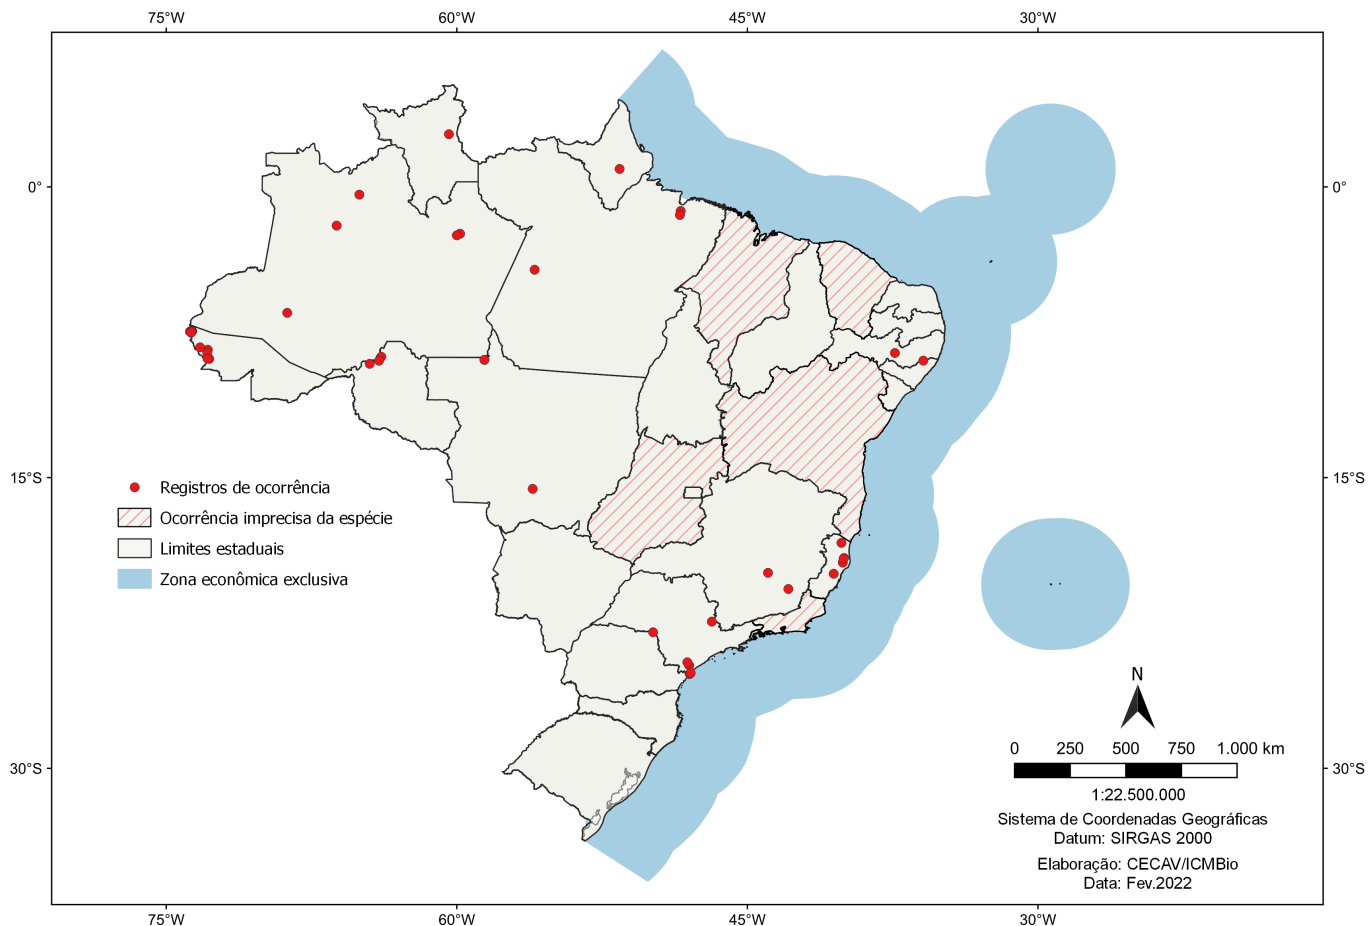 75°W 60°W 45°W 30°W
0° 0°
15°S 15°S
Registros de ocorrência
Ocorrência imprecisa da espécie
Limites estaduais
Zona econômica exclusiva
N
0 250 500 750 1.000 km
30°S 30°S
1:22.500.000
Sistema de Coordenadas Geográficas
Datum: SIRGAS 2000
Elaboração: CECAV/ICMBio
Data: Fev.2022
75°W 60°W 45°W 30°W